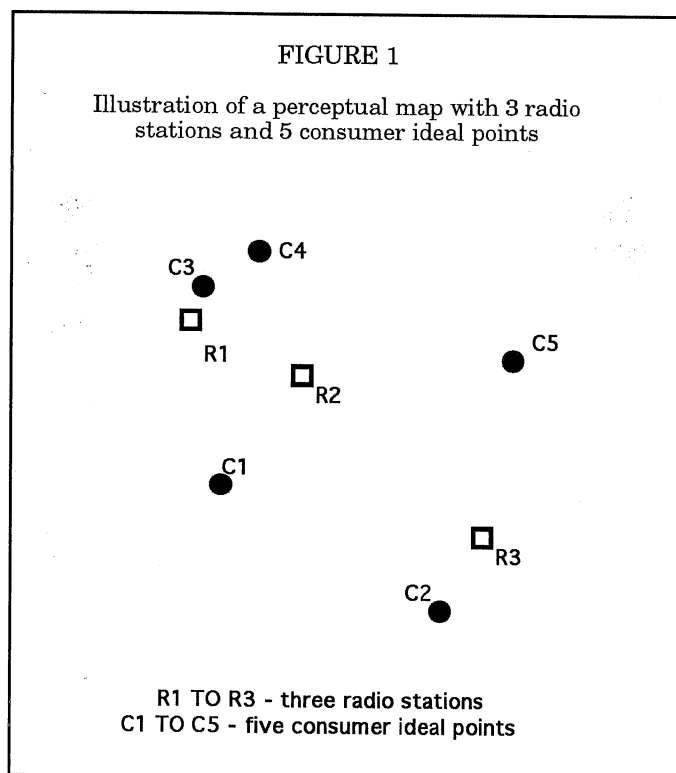 FIGURE 1
Illustration of a perceptual map with 3 radio
stations and 5 consumer ideal points
C4
C3
R1
C5
R2
C1
R3
C2
R1 TO R3 - three radio stations
C1 TO C5 - five consumer ideal points